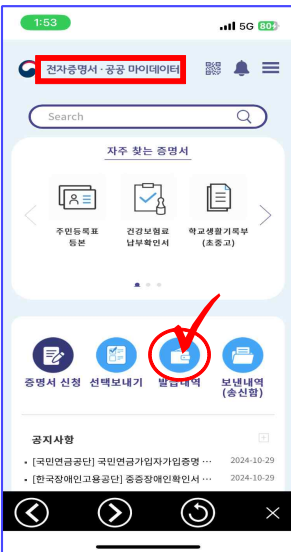 1:53 5G 80
전자증명서·공공 마이데이터
Search
자주 찾는 증명서
주민등록표
등본
건강보험료
납부확인서
학교생활기록부
(초중고)
증명서 신청
선택보내기
발급내역
보낸내역
(송신함)
공지사항
[국민연금공단] 국민연금가입자가입증명 ··· 2024-10-29
[한국장애인고용공단] 중증장애인확인서 ··· 2024-10-29